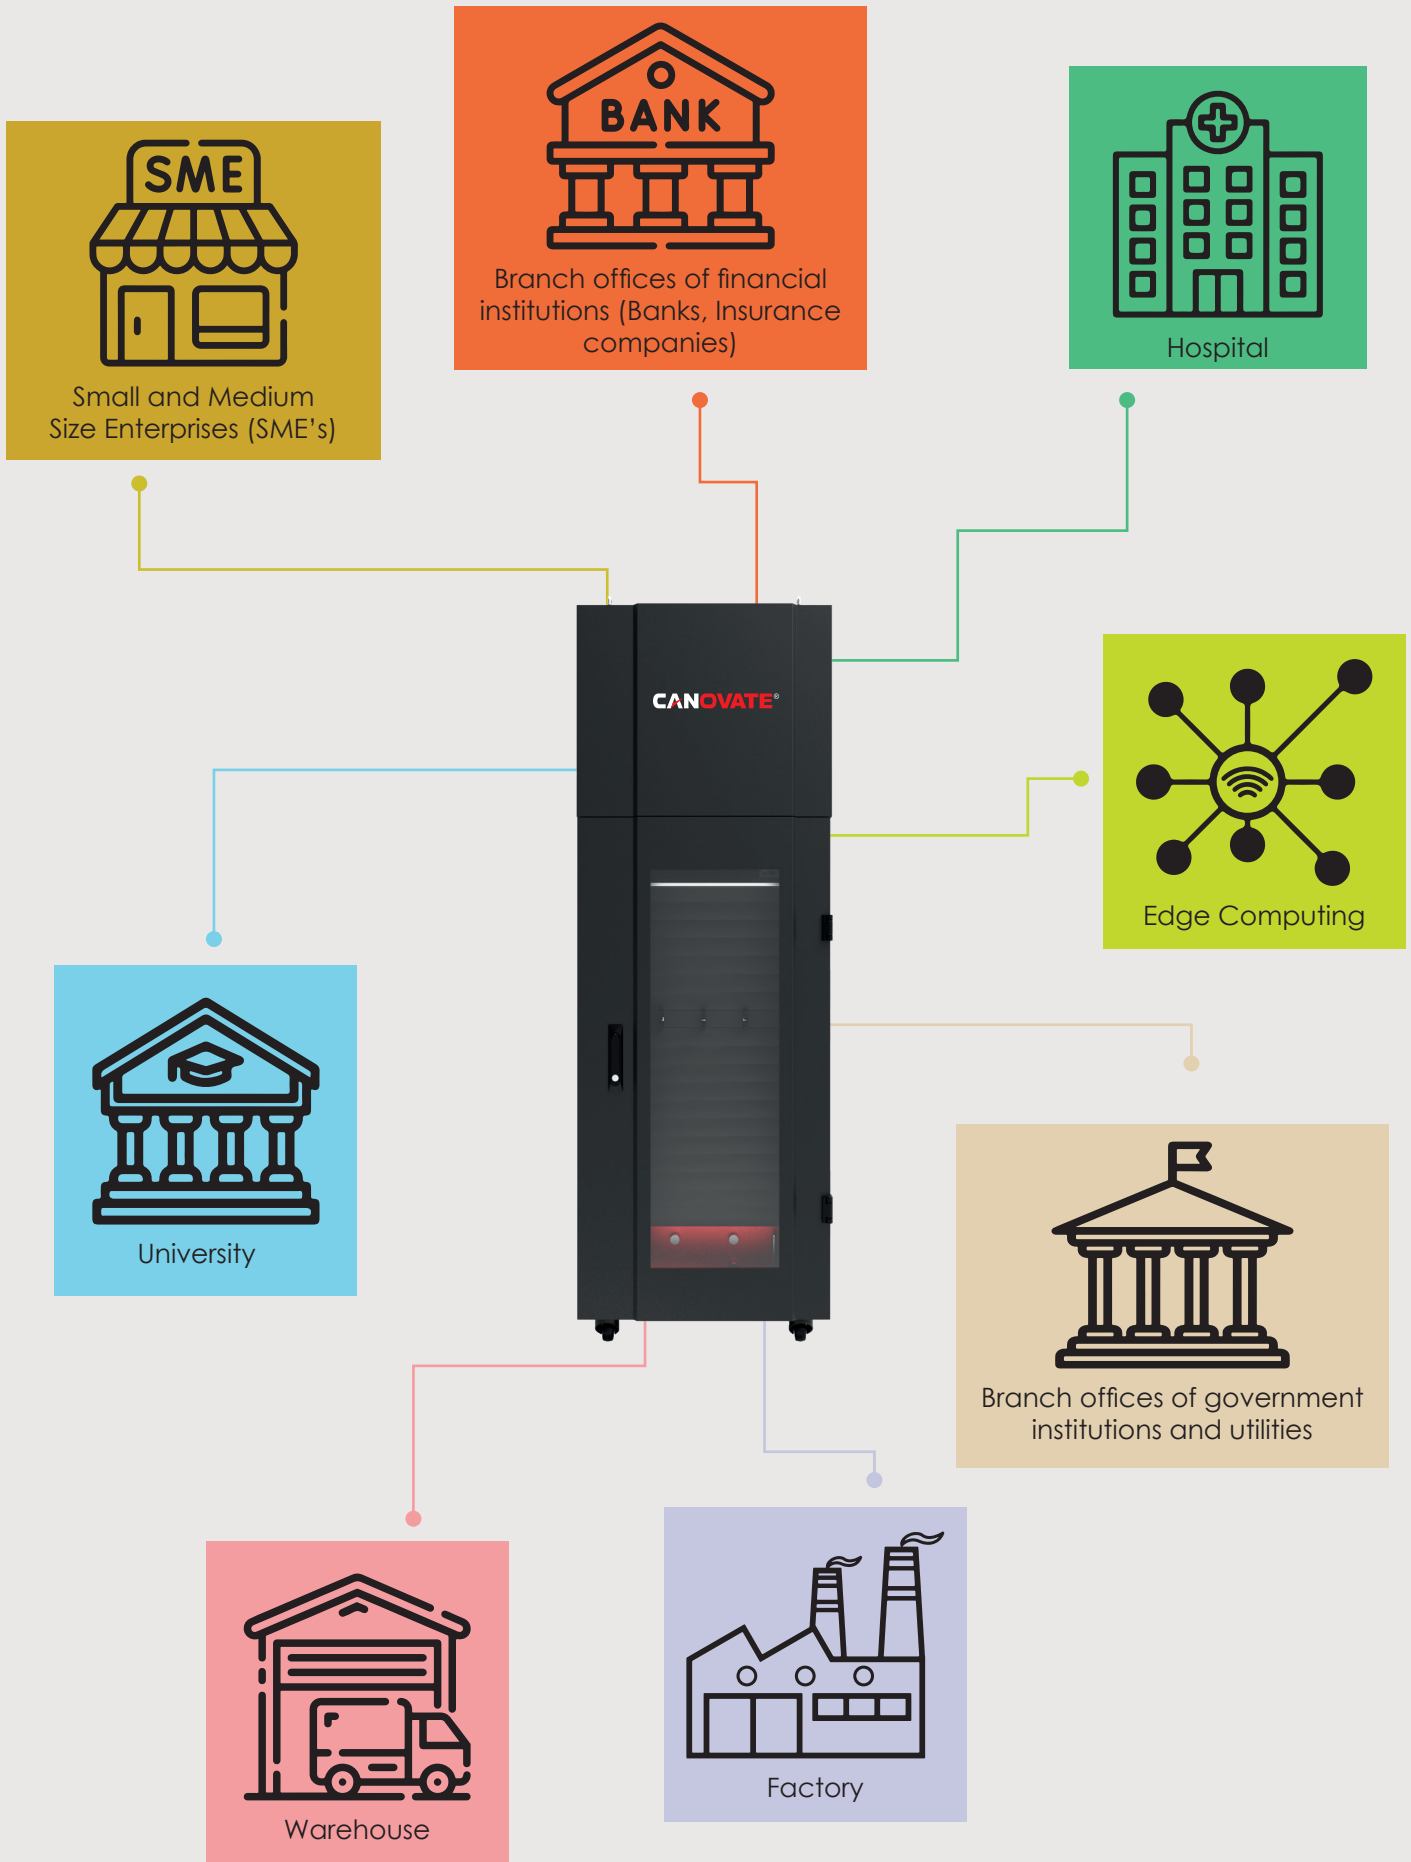 BANK
Branch offices of financial
institutions (Banks, Insurance
companies)
SME
Small and Medium
Size Enterprises (SME's)
Hospital
CANOVATE®
Edge Computing
University
Branch offices of government
institutions and utilities
Factory
Warehouse